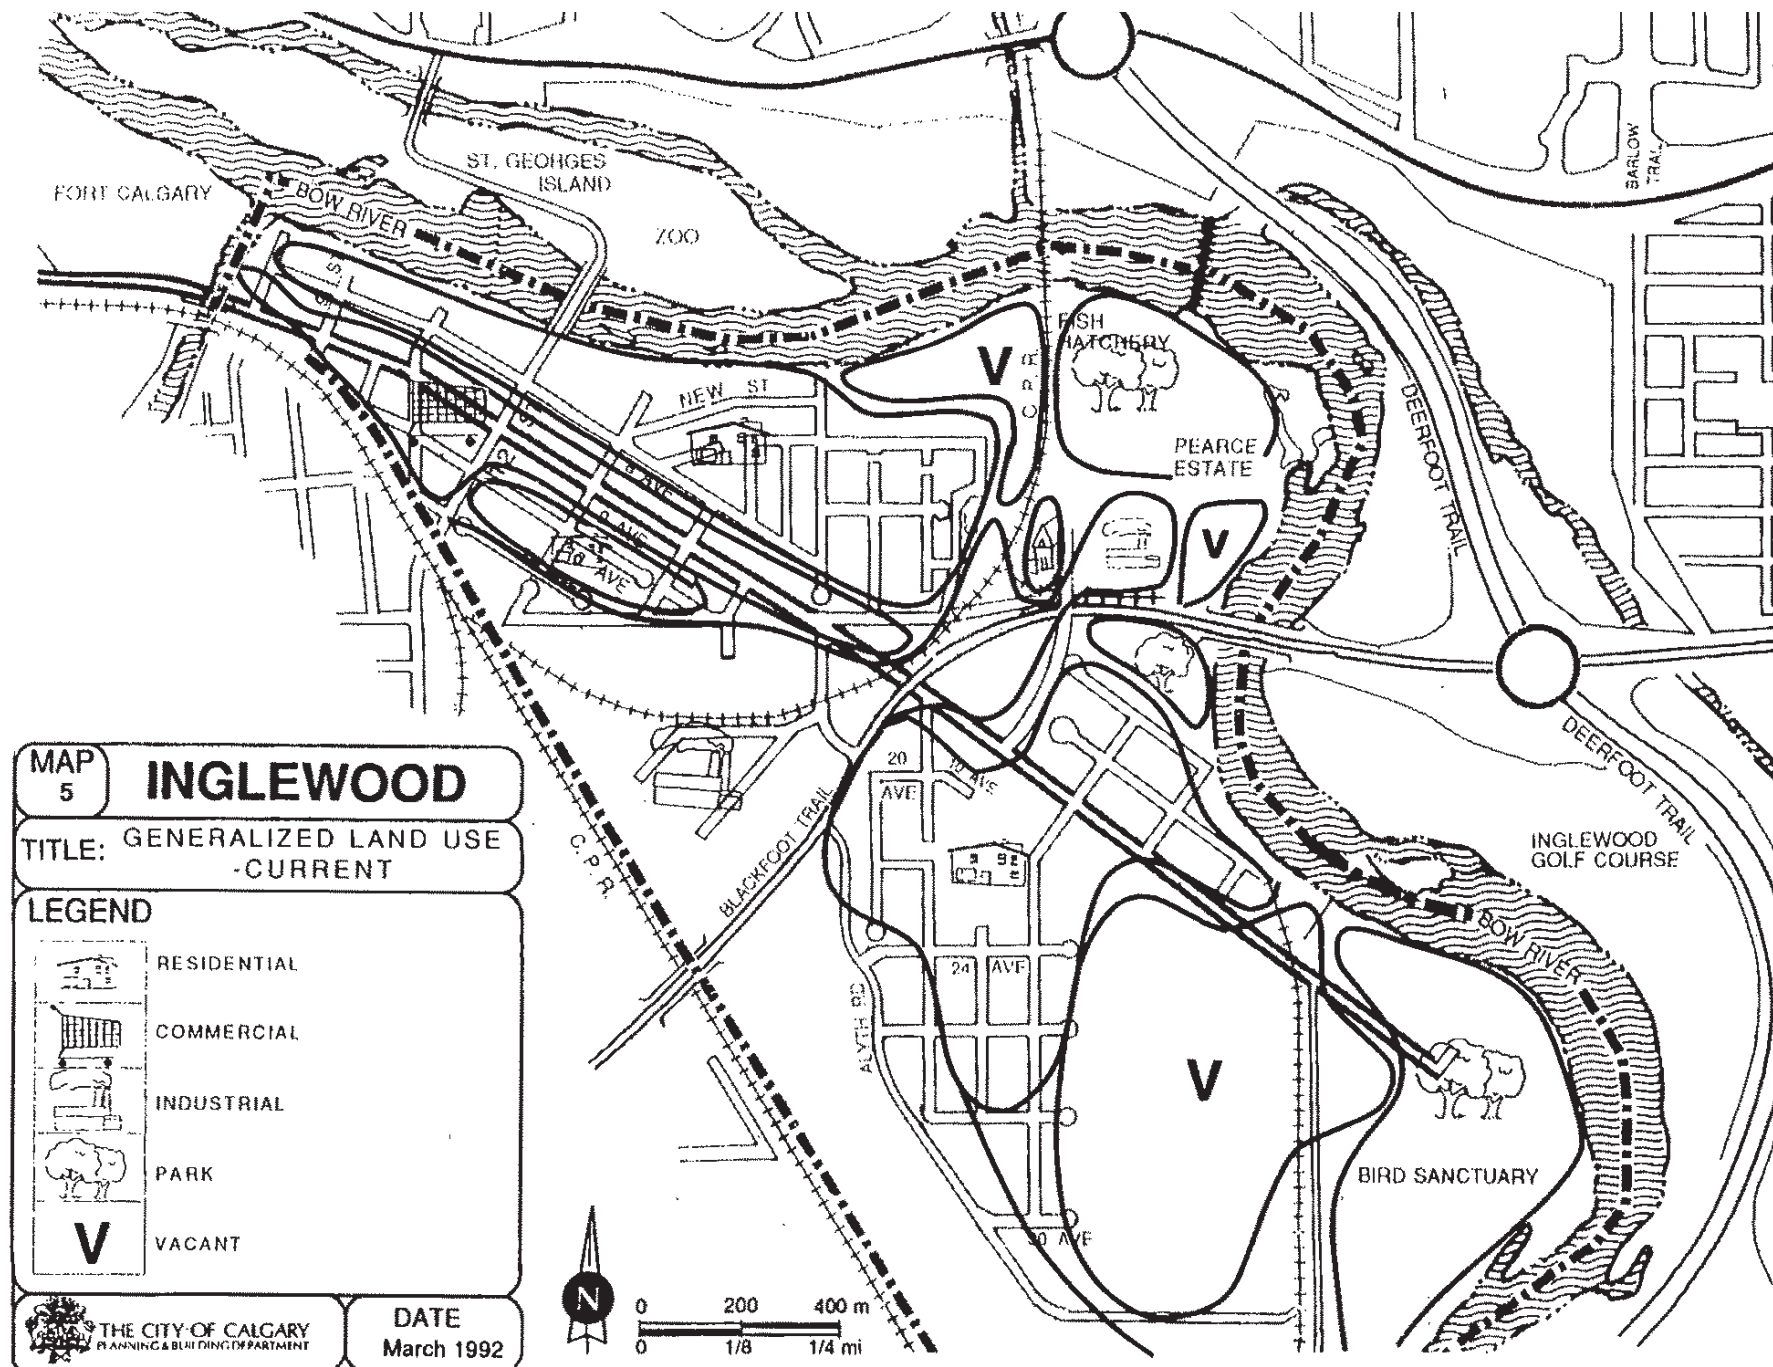 ST. GEORGES
ISLAND
FORT CALGARY
BOW RIVER
ZOO
BARLOW
TRAIL
FISH
HATCHERY
V
C P R
NEW ST
DEERFOOT TRAIL
PEARCE
ESTATE
8 AVE
9 AVE
V
AVE
DEERFOOT TRAIL
20
AVE
19 AVE
BLACKFOOT TRAIL
C. P. R.
INGLEWOOD
GOLF COURSE
BOW RIVER
24 AVE
ALYTH RD
V
BIRD SANCTUARY
30 AVE
MAP
5
INGLEWOOD
TITLE: GENERALIZED LAND USE
-CURRENT
LEGEND
RESIDENTIAL
COMMERCIAL
INDUSTRIAL
PARK
V VACANT
THE CITY OF CALGARY
PLANNING & BUILDING DEPARTMENT
DATE
March 1992
N
0 200 400 m
0 1/8 1/4 mi